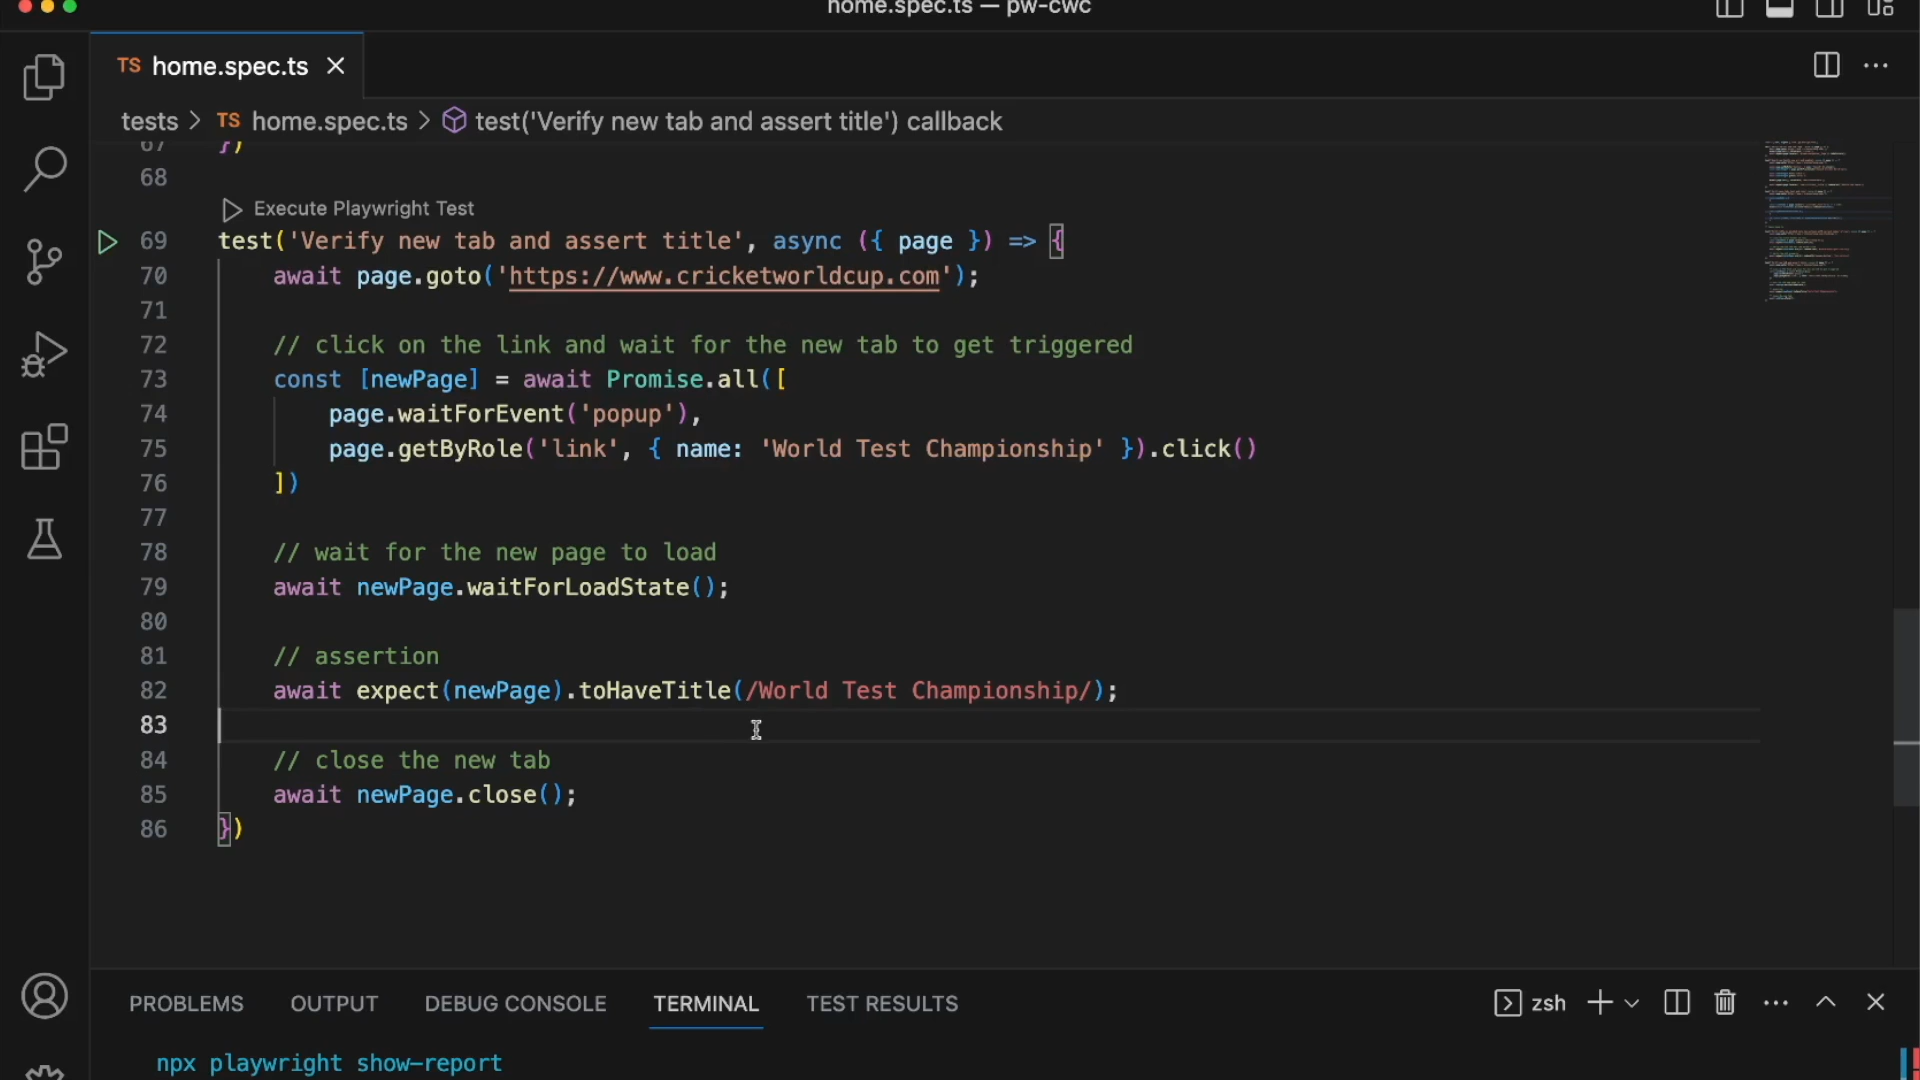 home.spec.ts — pw-cwc
TS home.spec.ts
tests > TS home.spec.ts > test('Verify new tab and assert title') callback
67 })
68
Execute Playwright Test
69 test('Verify new tab and assert title', async ({ page }) => {
70 await page.goto('https://www.cricketworldcup.com');
71
72 // click on the link and wait for the new tab to get triggered
73 const [newPage] = await Promise.all([
74 page.waitForEvent('popup'),
75 page.getByRole('link', { name: 'World Test Championship' }).click()
76 ])
77
78 // wait for the new page to load
79 await newPage.waitForLoadState();
80
81 // assertion
82 await expect(newPage).toHaveTitle(/World Test Championship/);
83
84 // close the new tab
85 await newPage.close();
86 })
PROBLEMS OUTPUT DEBUG CONSOLE TERMINAL TEST RESULTS zsh
npx playwright show-report